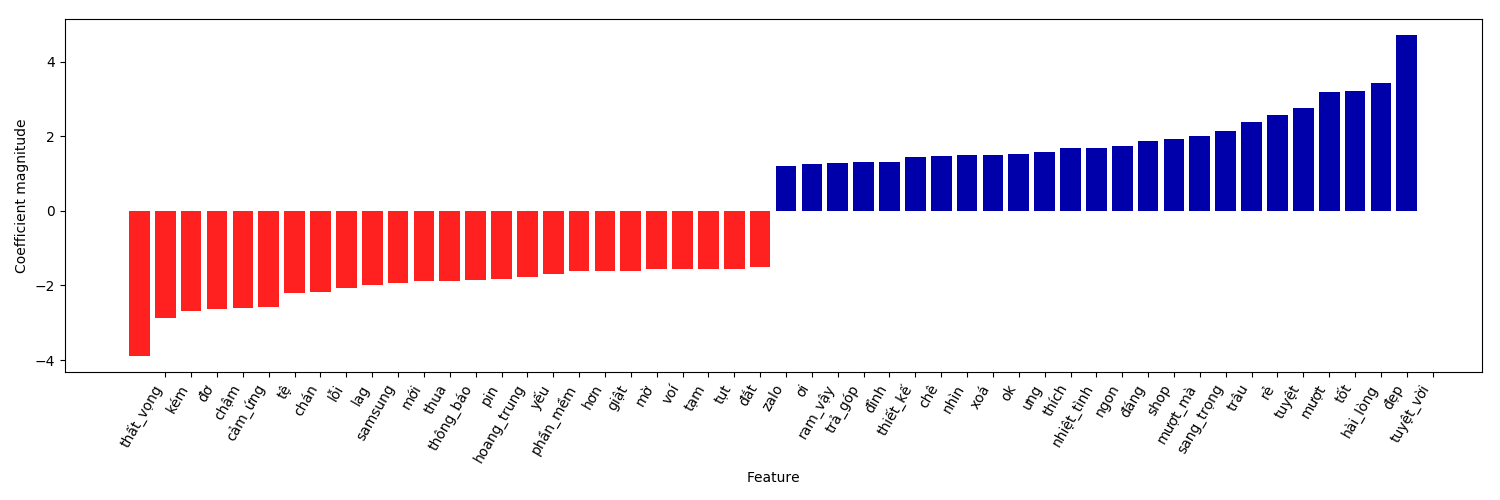 4
2
0
−2
−4
Coefficient magnitude
thất_vọng
kém
đơ
chậm
cảm_ứng
tệ
chán
lỗi
lag
samsung
mới
thua
thông_báo
pin
hoang_trung
yếu
phần_mềm
hơn
giật
mờ
voí
tạm
tụt
đắt
zalo
ơi
ram_vậy
trả_góp
đỉnh
thiết_kế
chê
nhìn
xoá
ok
ưng
thích
nhiệt_tình
ngon
đáng
shop
mượt_mà
sang_trọng
trâu
rẻ
tuyệt
mượt
tốt
hài_lòng
đẹp
tuyệt_vời
Feature